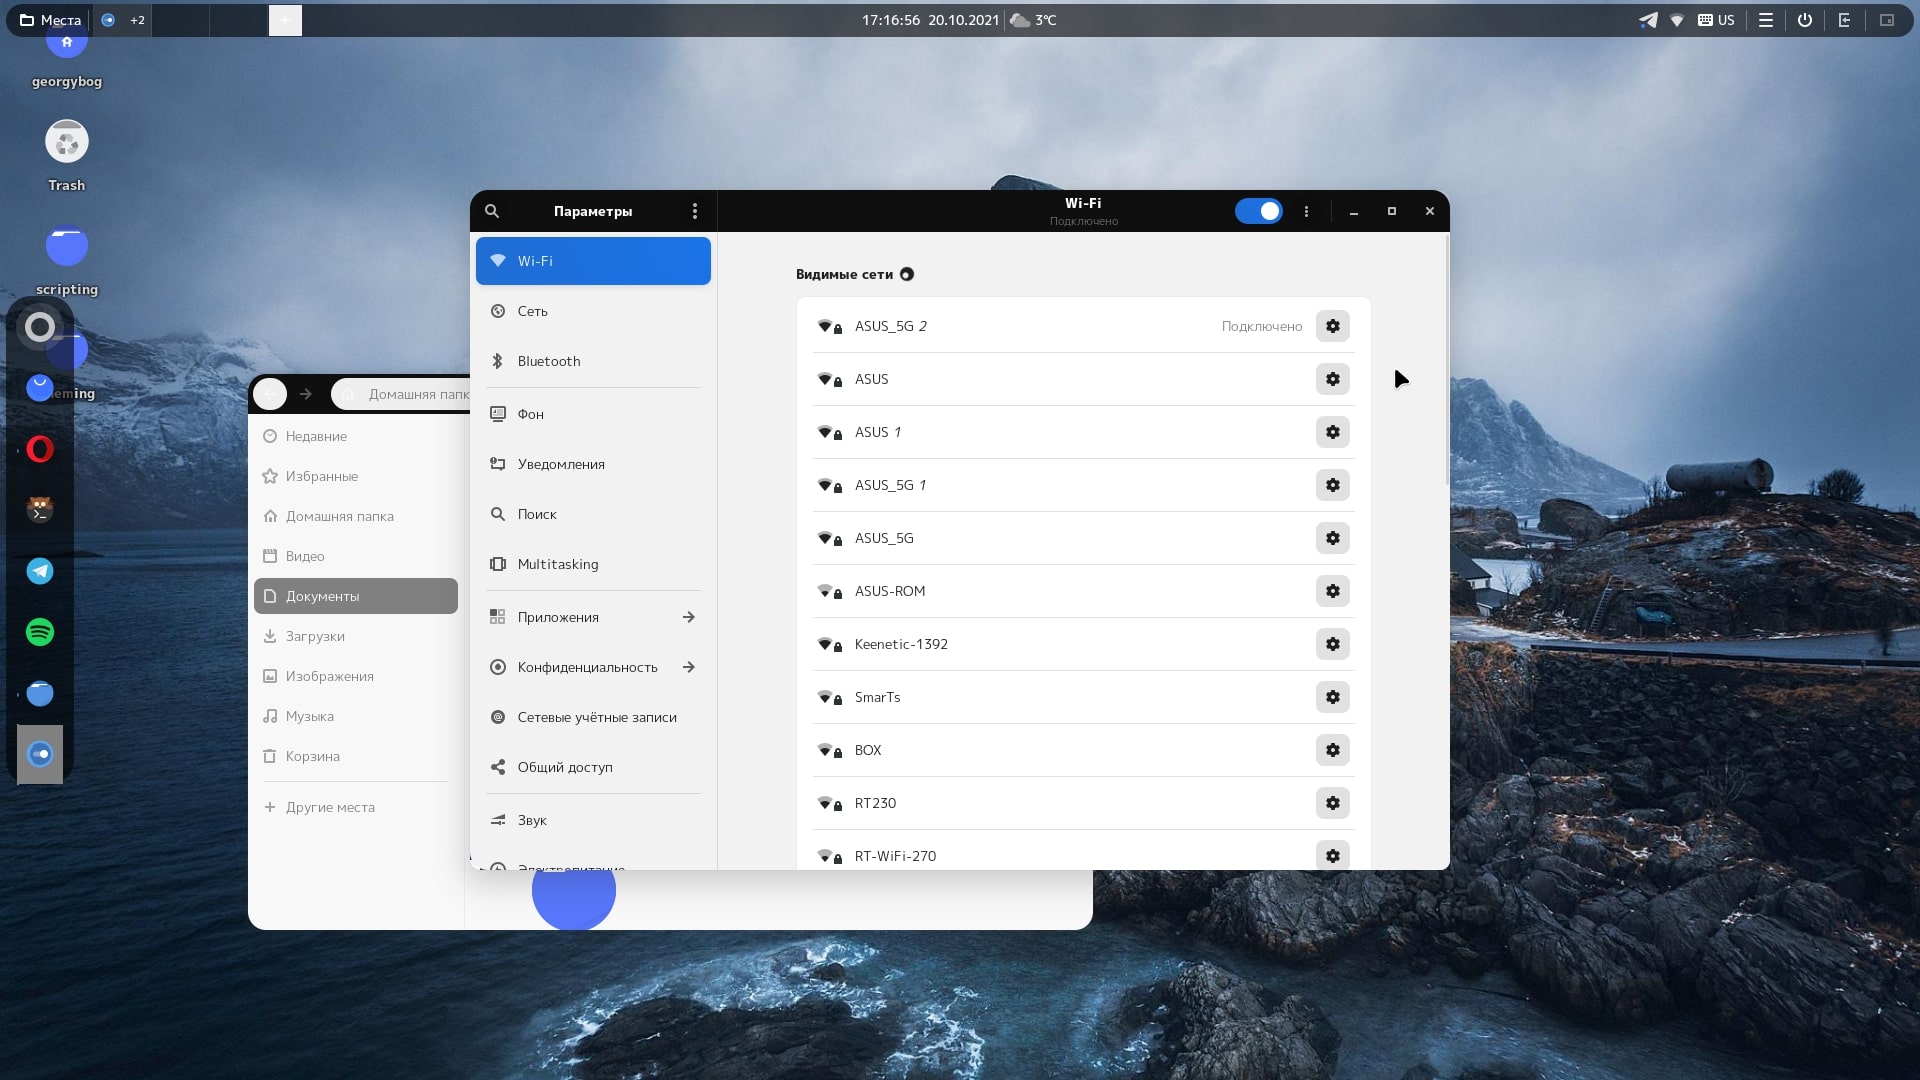 Места
+2
17:16:56 20.10.2021
3°C
US
georgybog
Trash
scripting
eming
Домашняя папк
Недавние
Избранные
Домашняя папка
Видео
Документы
Загрузки
Изображения
Музыка
Корзина
Другие места
Параметры
Wi-Fi
Сеть
Bluetooth
Фон
Уведомления
Поиск
Multitasking
Приложения
Конфиденциальность
Сетевые учётные записи
Общий доступ
Звук
Электропитание
Wi-Fi
Подключено
Видимые сети
ASUS_5G 2 Подключено
ASUS
ASUS 1
ASUS_5G 1
ASUS_5G
ASUS-ROM
Keenetic-1392
SmarTs
BOX
RT230
RT-WiFi-270